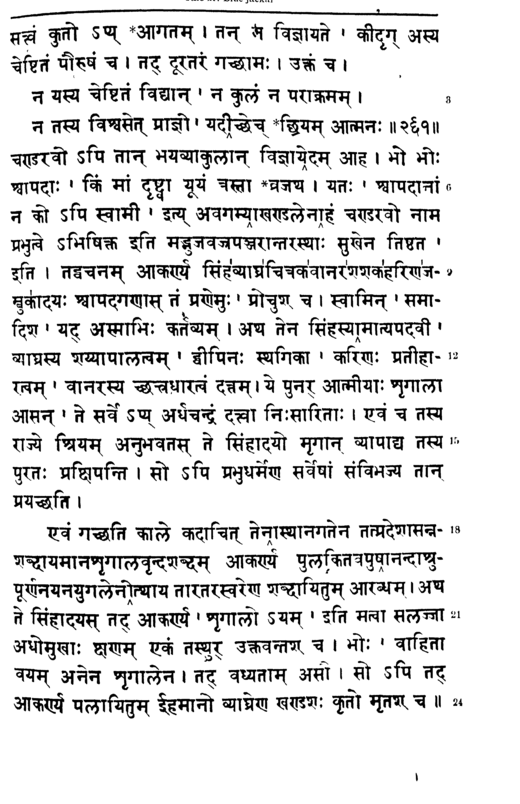 सत्त्वं कुतो ऽप्य् *आगतम् । तन् न विज्ञायते ' कीदृग् अस्य
चेष्टितं पौरुषं च । तद् दूरतरं गच्छामः । उक्तं च ।
न यस्य चेष्टितं विद्यान् ' न कुलं न पराक्रमम् । 3
न तस्य विश्वसेत् प्राज्ञो ' यदीच्छेच् *छ्रियम् आत्मनः ॥२६१॥
चण्डरवो ऽपि तान् भयव्याकुलान् विज्ञायेदम् आह । भो भोः
श्वापदाः ' किं मां दृष्ट्वा यूयं त्रस्ता *व्रजथ । यतः ' श्वापदानां 6
न को ऽपि स्वामी ' इत्य् अवगम्याखण्डलेनाहं चण्डरवो नाम
प्रभुत्वे ऽभिषिक्त इति मद्भुजवज्रपञ्जरान्तरस्थाः सुखेन तिष्ठत '
इति । तद्वचनम् आकर्ण्य सिंहव्याघ्रचित्रकवानरशशकहरिणज- 9
म्बुकादयः श्वापदगणास् तं प्रणेमुः ' प्रोचुश् च । स्वामिन् ' समा-
दिश ' यद् अस्माभिः कर्तव्यम् । अथ तेन सिंहस्यामात्यपदवी '
व्याघ्रस्य शय्यापालत्वम् ' द्वीपिनः स्थगिका ' करिणः प्रतीहा- 12
रत्वम् ' वानरस्य छत्त्रधारत्वं दत्तम् । ये पुनर् आत्मीयाः शृगाला
आसन् ' ते सर्वे ऽप्य् अर्धचन्द्रं दत्त्वा निःसारिताः । एवं च तस्य
राज्ये श्रियम् अनुभवतस् ते सिंहादयो मृगान् व्यापाद्य तस्य 15
पुरतः प्रक्षिपन्ति । सो ऽपि प्रभुधर्मेण सर्वेषां संविभज्य तान्
प्रयच्छति ।
एवं गच्छति काले कदाचित् तेनास्थानगतेन तत्प्रदेशासन्न- 18
शब्दायमानशृगालवृन्दशब्दम् आकर्ण्य पुलकितवपुषानन्दाश्रु-
पूर्णनयनयुगलेनोत्थाय तारतरस्वरेण शब्दायितुम् आरब्धम् । अथ
ते सिंहादयस् तद् आकर्ण्य ' शृगालो ऽयम् ' इति मत्वा सलज्जा 21
अधोमुखाः क्षणम् एकं तस्थुर् उक्तवन्तश् च । भोः ' वाहिता
वयम् अनेन शृगालेन । तद् वध्यताम् असौ । सो ऽपि तद्
आकर्ण्य पलायितुम् ईहमानो व्याघ्रेण खण्डशः कृतो मृतश् च ॥ 24